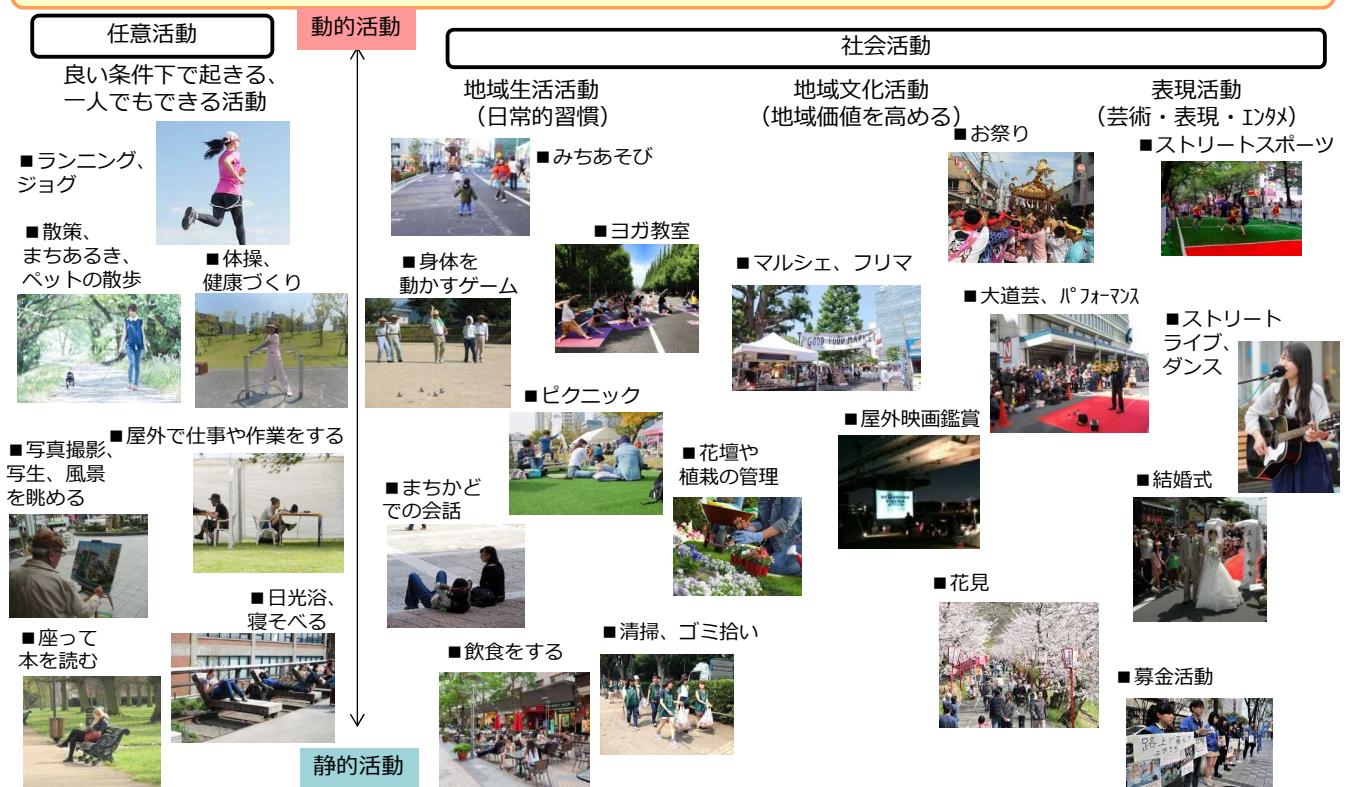 任意活動
動的活動
社会活動
良い条件下で起きる、
一人でもできる活動
地域生活活動
(日常的習慣)
地域文化活動
(地域価値を高める)
表現活動
(芸術・表現・ｴﾝﾀﾒ)
■ランニング、
ジョグ
■散策、
まちあるき、
ペットの散歩
■体操、
健康づくり
■写真撮影、
写生、風景
を眺める
■屋外で仕事や作業をする
■日光浴、
寝そべる
■座って
本を読む
■みちあそび
■ヨガ教室
■身体を
動かすゲーム
■ピクニック
■まちかど
での会話
■花壇や
植栽の管理
■飲食をする
■清掃、ゴミ拾い
■マルシェ、フリマ
GOOD FOOD MARKET
■屋外映画鑑賞
■お祭り
■大道芸、ﾊﾟﾌｫｰﾏﾝｽ
■花見
■ストリートスポーツ
■ストリート
ライブ、
ダンス
■結婚式
■募金活動
静的活動